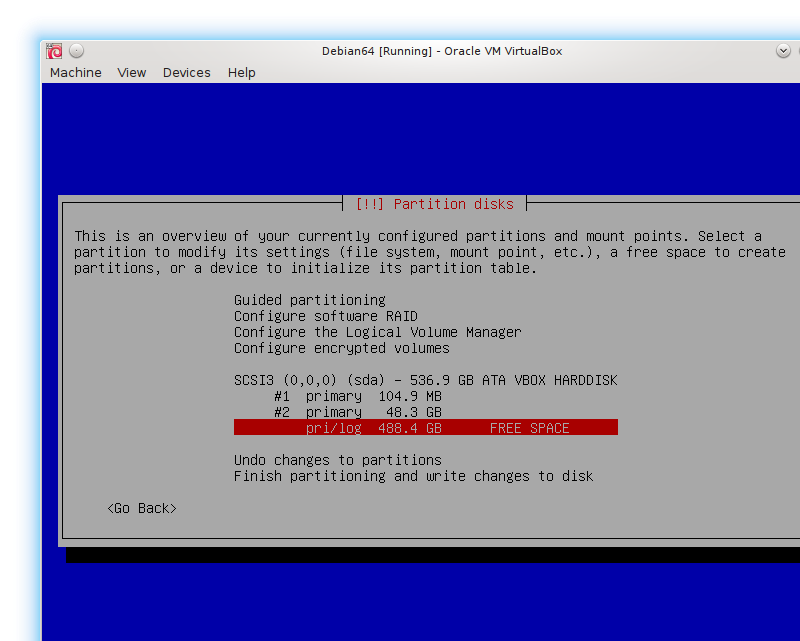 Debian64 [Running] - Oracle VM VirtualBox
Machine View Devices Help
[!!] Partition disks
This is an overview of your currently configured partitions and mount points. Select a
partition to modify its settings (file system, mount point, etc.), a free space to create
partitions, or a device to initialize its partition table.
Guided partitioning
Configure software RAID
Configure the Logical Volume Manager
Configure encrypted volumes
SCSI3 (0,0,0) (sda) - 536.9 GB ATA VBOX HARDDISK
#1 primary 104.9 MB
#2 primary 48.3 GB
pri/log 488.4 GB FREE SPACE
Undo changes to partitions
Finish partitioning and write changes to disk
<Go Back>